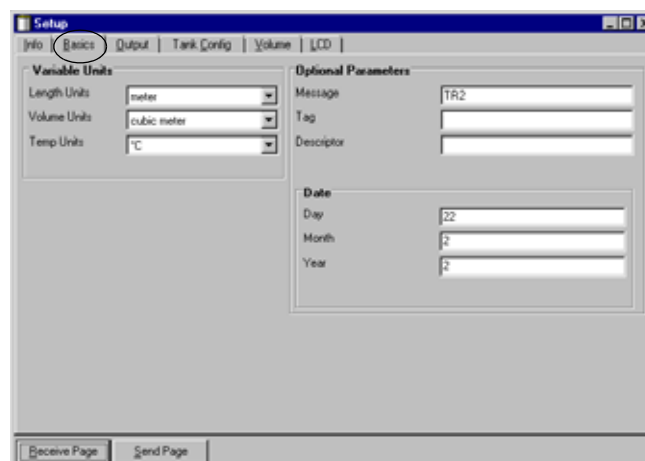 Setup
Info Basics Output Tank Config Volume LCD
Variable Units
Length Units meter
Volume Units cubic meter
Temp Units °C
Optional Parameters
Message TR2
Tag
Descriptor
Date
Day 22
Month 2
Year 2
Receive Page Send Page